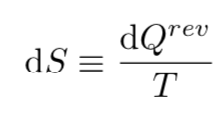 dS ≡ dQ^{rev} / T